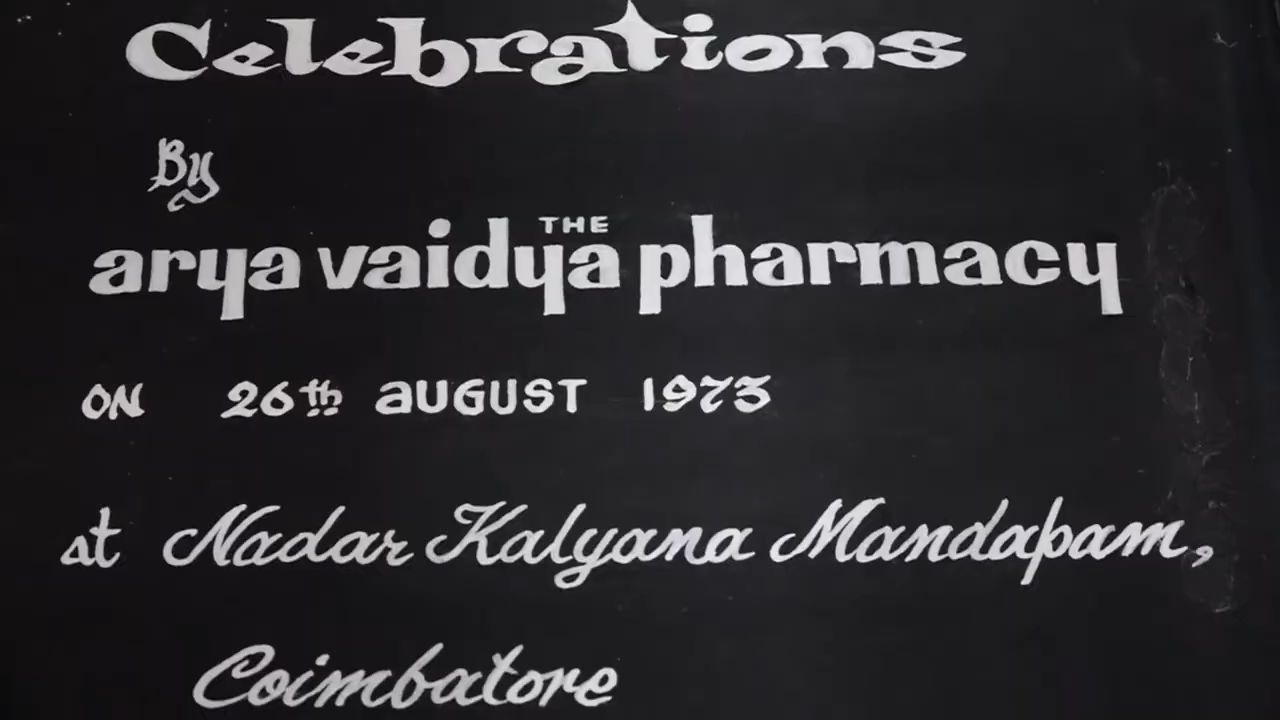 Celebrations
By
THE
arya vaidya pharmacy
ON 26th AUGUST 1973
at Nadar Kalyana Mandapam,
Coimbatore